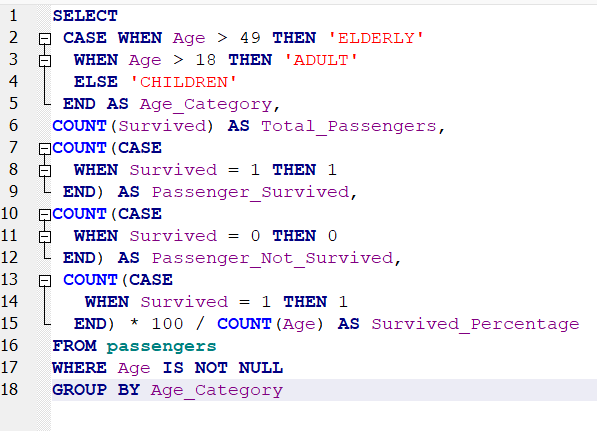 1 SELECT
2 CASE WHEN Age > 49 THEN 'ELDERLY'
3 WHEN Age > 18 THEN 'ADULT'
4 ELSE 'CHILDREN'
5 END AS Age_Category,
6 COUNT(Survived) AS Total_Passengers,
7 COUNT(CASE
8 WHEN Survived = 1 THEN 1
9 END) AS Passenger_Survived,
10 COUNT(CASE
11 WHEN Survived = 0 THEN 0
12 END) AS Passenger_Not_Survived,
13 COUNT(CASE
14 WHEN Survived = 1 THEN 1
15 END) * 100 / COUNT(Age) AS Survived_Percentage
16 FROM passengers
17 WHERE Age IS NOT NULL
18 GROUP BY Age_Category